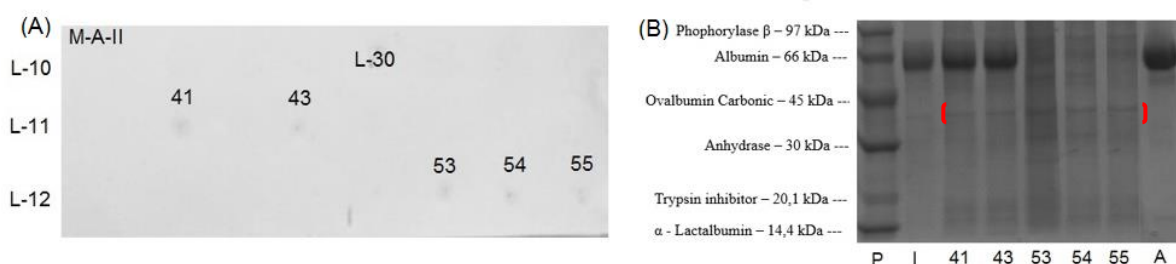 (A)
M-A-II
L-10
L-30
41
43
L-11
53
54
55
L-12
(B)
Phophorylase β – 97 kDa ---
Albumin – 66 kDa ---
Ovalbumin Carbonic – 45 kDa ---
Anhydrase – 30 kDa ---
Trypsin inhibitor – 20,1 kDa ---
α - Lactalbumin – 14,4 kDa ---
P I 41 43 53 54 55 A